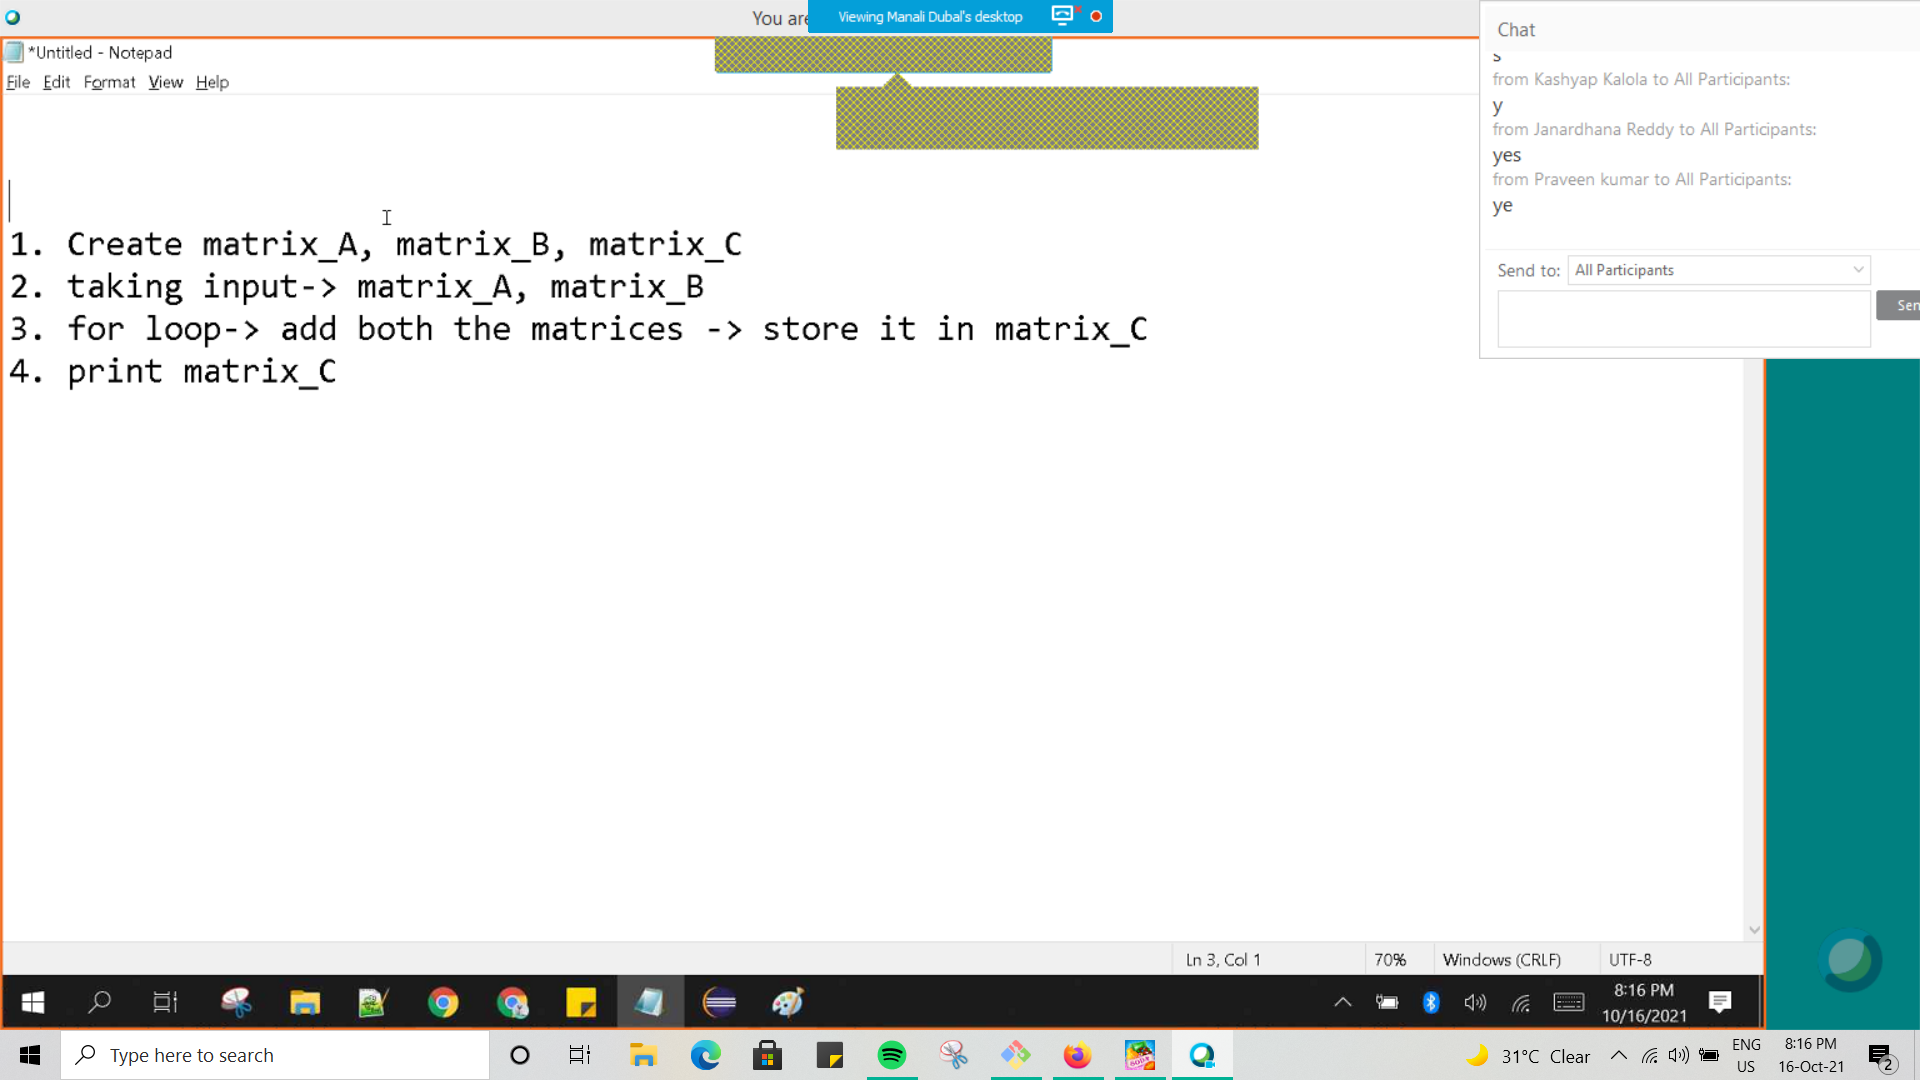 You are
Viewing Manali Dubal's desktop
*Untitled - Notepad
File Edit Format View Help
1. Create matrix_A, matrix_B, matrix_C
2. taking input-> matrix_A, matrix_B
3. for loop-> add both the matrices -> store it in matrix_C
4. print matrix_C
Chat
s
from Kashyap Kalola to All Participants:
y
from Janardhana Reddy to All Participants:
yes
from Praveen kumar to All Participants:
ye
Send to: All Participants
Sen
Ln 3, Col 1 70% Windows (CRLF) UTF-8
8:16 PM
10/16/2021
Type here to search
31°C Clear
ENG
US
8:16 PM
16-Oct-21
2